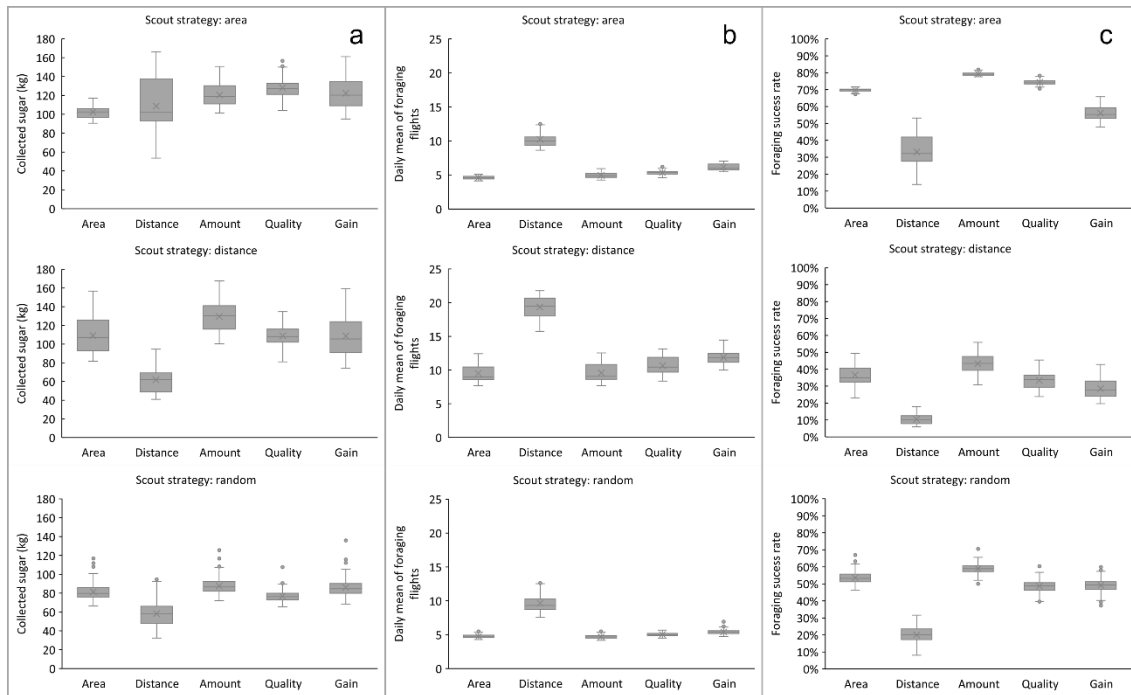 a
Scout strategy: area
Collected sugar (kg)
180
160
140
120
100
80
60
40
20
0
Area Distance Amount Quality Gain
Scout strategy: distance
Collected sugar (kg)
180
160
140
120
100
80
60
40
20
0
Area Distance Amount Quality Gain
Scout strategy: random
Collected sugar (kg)
180
160
140
120
100
80
60
40
20
0
Area Distance Amount Quality Gain
b
Scout strategy: area
Daily mean of foraging
flights
25
20
15
10
5
0
Area Distance Amount Quality Gain
Scout strategy: distance
Daily mean of foraging
flights
25
20
15
10
5
0
Area Distance Amount Quality Gain
Scout strategy: random
Daily mean of foraging
flights
25
20
15
10
5
0
Area Distance Amount Quality Gain
c
Scout strategy: area
Foraging sucess rate
100%
90%
80%
70%
60%
50%
40%
30%
20%
10%
0%
Area Distance Amount Quality Gain
Scout strategy: distance
Foraging success rate
100%
90%
80%
70%
60%
50%
40%
30%
20%
10%
0%
Area Distance Amount Quality Gain
Scout strategy: random
Foraging success rate
100%
90%
80%
70%
60%
50%
40%
30%
20%
10%
0%
Area Distance Amount Quality Gain